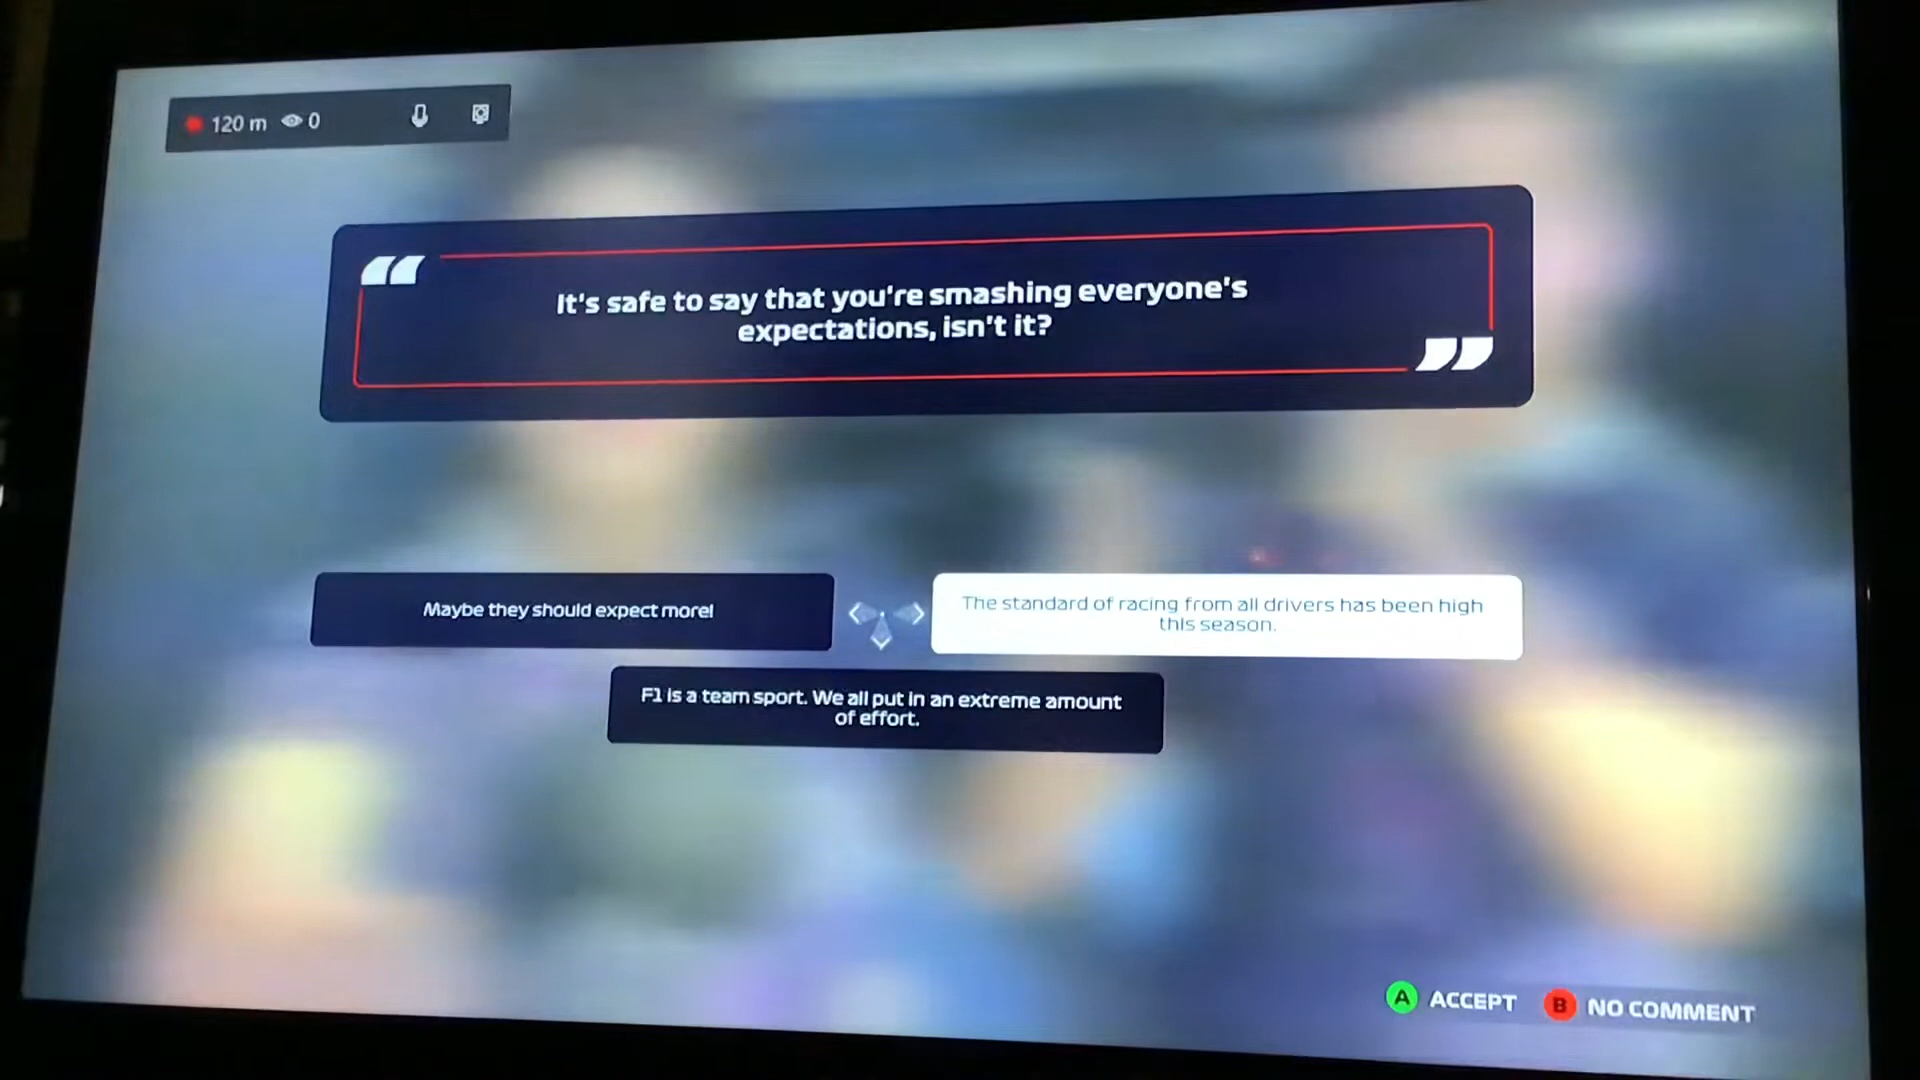 120 m 0
It's safe to say that you're smashing everyone's
expectations, isn't it?
Maybe they should expect more!
The standard of racing from all drivers has been high
this season.
F1 is a team sport. We all put in an extreme amount
of effort.
A ACCEPT B NO COMMENT